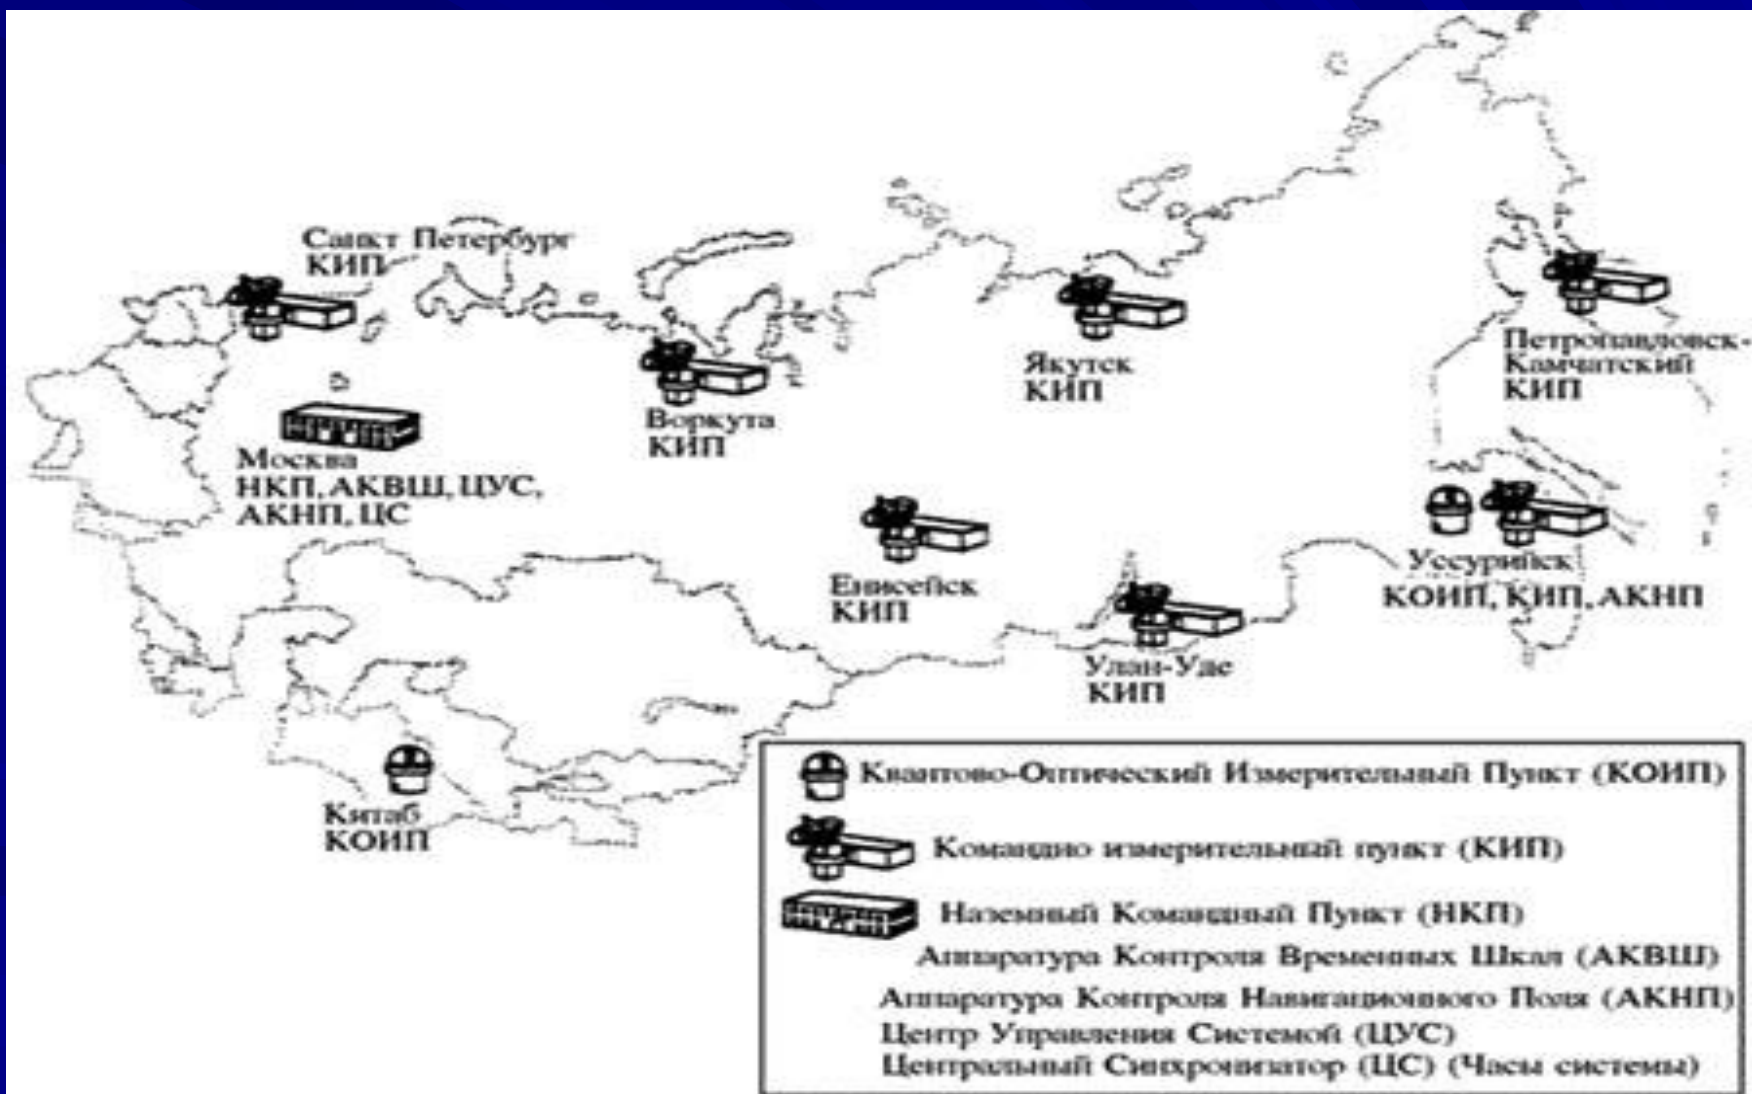 Санкт Петербург
КИП
Якутск
КИП
Петропавловск-
Камчатский
КИП
Воркута
КИП
Москва
НКП, АКВШ, ЦУС,
АКНП, ЦС
Енисейск
КИП
Уссурийск
КОИП, КИП, АКНП
Улан-Уде
КИП
Китаб
КОИП
Квантово-Оптический Измерительный Пункт (КОИП)
Командно измерительный пункт (КИП)
Наземный Командный Пункт (НКП)
Аппаратура Контроля Временных Шкал (АКВШ)
Аппаратура Контроля Навигационного Поля (АКНП)
Центр Управления Системой (ЦУС)
Центральный Синхронизатор (ЦС) (Часы системы)